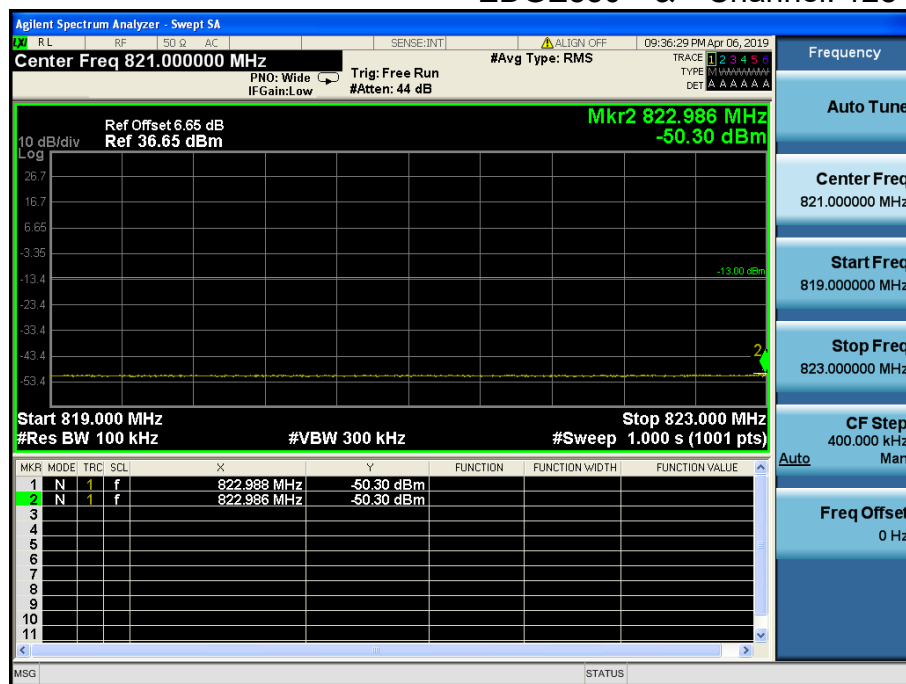 Agilent Spectrum Analyzer - Swept SA
LXI RL RF 50 Ω AC SENSE:INT ALIGN OFF 09:36:29 PM Apr 06, 2019
Center Freq 821.000000 MHz #Avg Type: RMS TRACE 1 2 3 4 5 6
PNO: Wide Trig: Free Run TYPE M WWWWW
IFGain:Low #Atten: 44 dB DET A A A A A A
Mkr2 822.986 MHz
-50.30 dBm
Ref Offset 6.65 dB
10 dB/div Ref 36.65 dBm
Log
26.7
16.7
6.65
-3.35
-13.00 dBm
-13.4
-23.4
-33.4
-43.4
2
-53.4
Start 819.000 MHz Stop 823.000 MHz
#Res BW 100 kHz #VBW 300 kHz #Sweep 1.000 s (1001 pts)
MKR MODE TRC SCL X Y FUNCTION FUNCTION WIDTH FUNCTION VALUE
1 N 1 f 822.988 MHz -50.30 dBm
2 N 1 f 822.986 MHz -50.30 dBm
3
4
5
6
7
8
9
10
11
MSG STATUS
Frequency
Auto Tune
Center Freq
821.000000 MHz
Start Freq
819.000000 MHz
Stop Freq
823.000000 MHz
CF Step
400.000 kHz
Auto Man
Freq Offset
0 Hz